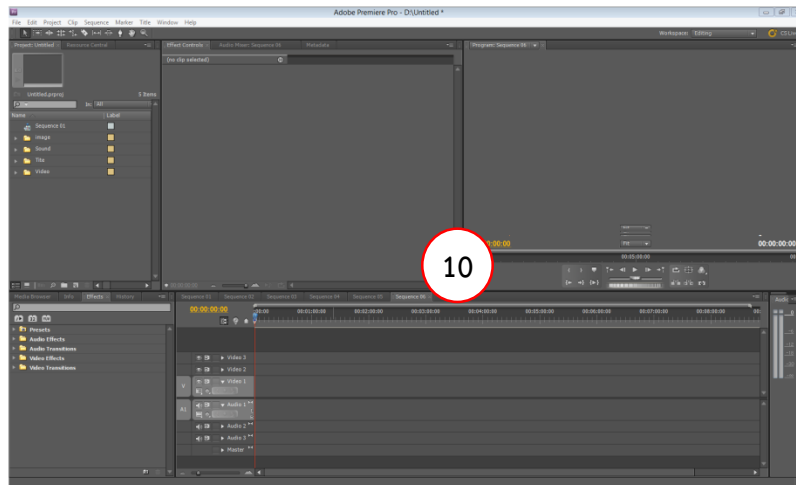 Adobe Premiere Pro - D:\Untitled *
File Edit Project Clip Sequence Marker Title Window Help
Workspace: Editing
CS Live
Project: Untitled Resource Central
Effect Controls Audio Mixer: Sequence 06 Metadata
Program: Sequence 06
(no clip selected)
Untitled.prproj 5 Items
In: All
Name Label
Sequence 01
Image
Sound
Title
Video
10
00:00:00
Fit
00:00:00:00
00:05:00:00
Media Browser Info Effects History
Sequence 01 Sequence 02 Sequence 03 Sequence 04 Sequence 05 Sequence 06
Audio
00:00:00:00
00:00 00:01:00:00 00:02:00:00 00:03:00:00 00:04:00:00 00:05:00:00 00:06:00:00 00:07:00:00 00:08:00:00
Presets
Audio Effects
Audio Transitions
Video Effects
Video Transitions
Video 3
Video 2
V Video 1
A1 Audio 1
Audio 2
Audio 3
Master